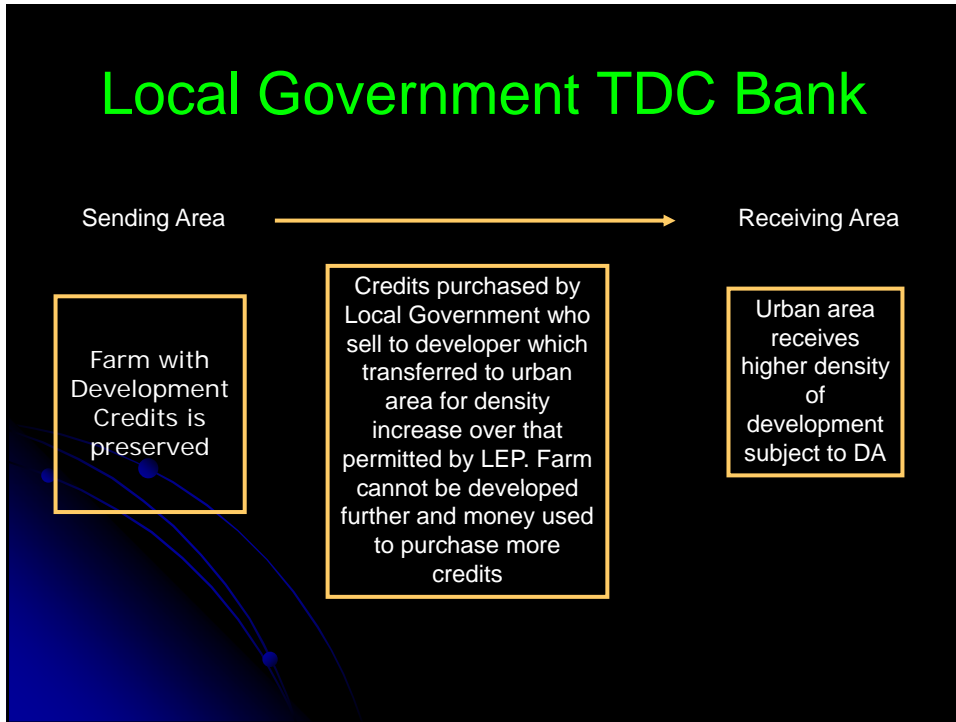 Local Government TDC Bank
Sending Area
Receiving Area
Farm with
Development
Credits is
preserved
Credits purchased by
Local Government who
sell to developer which
transferred to urban
area for density
increase over that
permitted by LEP. Farm
cannot be developed
further and money used
to purchase more
credits
Urban area
receives
higher density
of
development
subject to DA